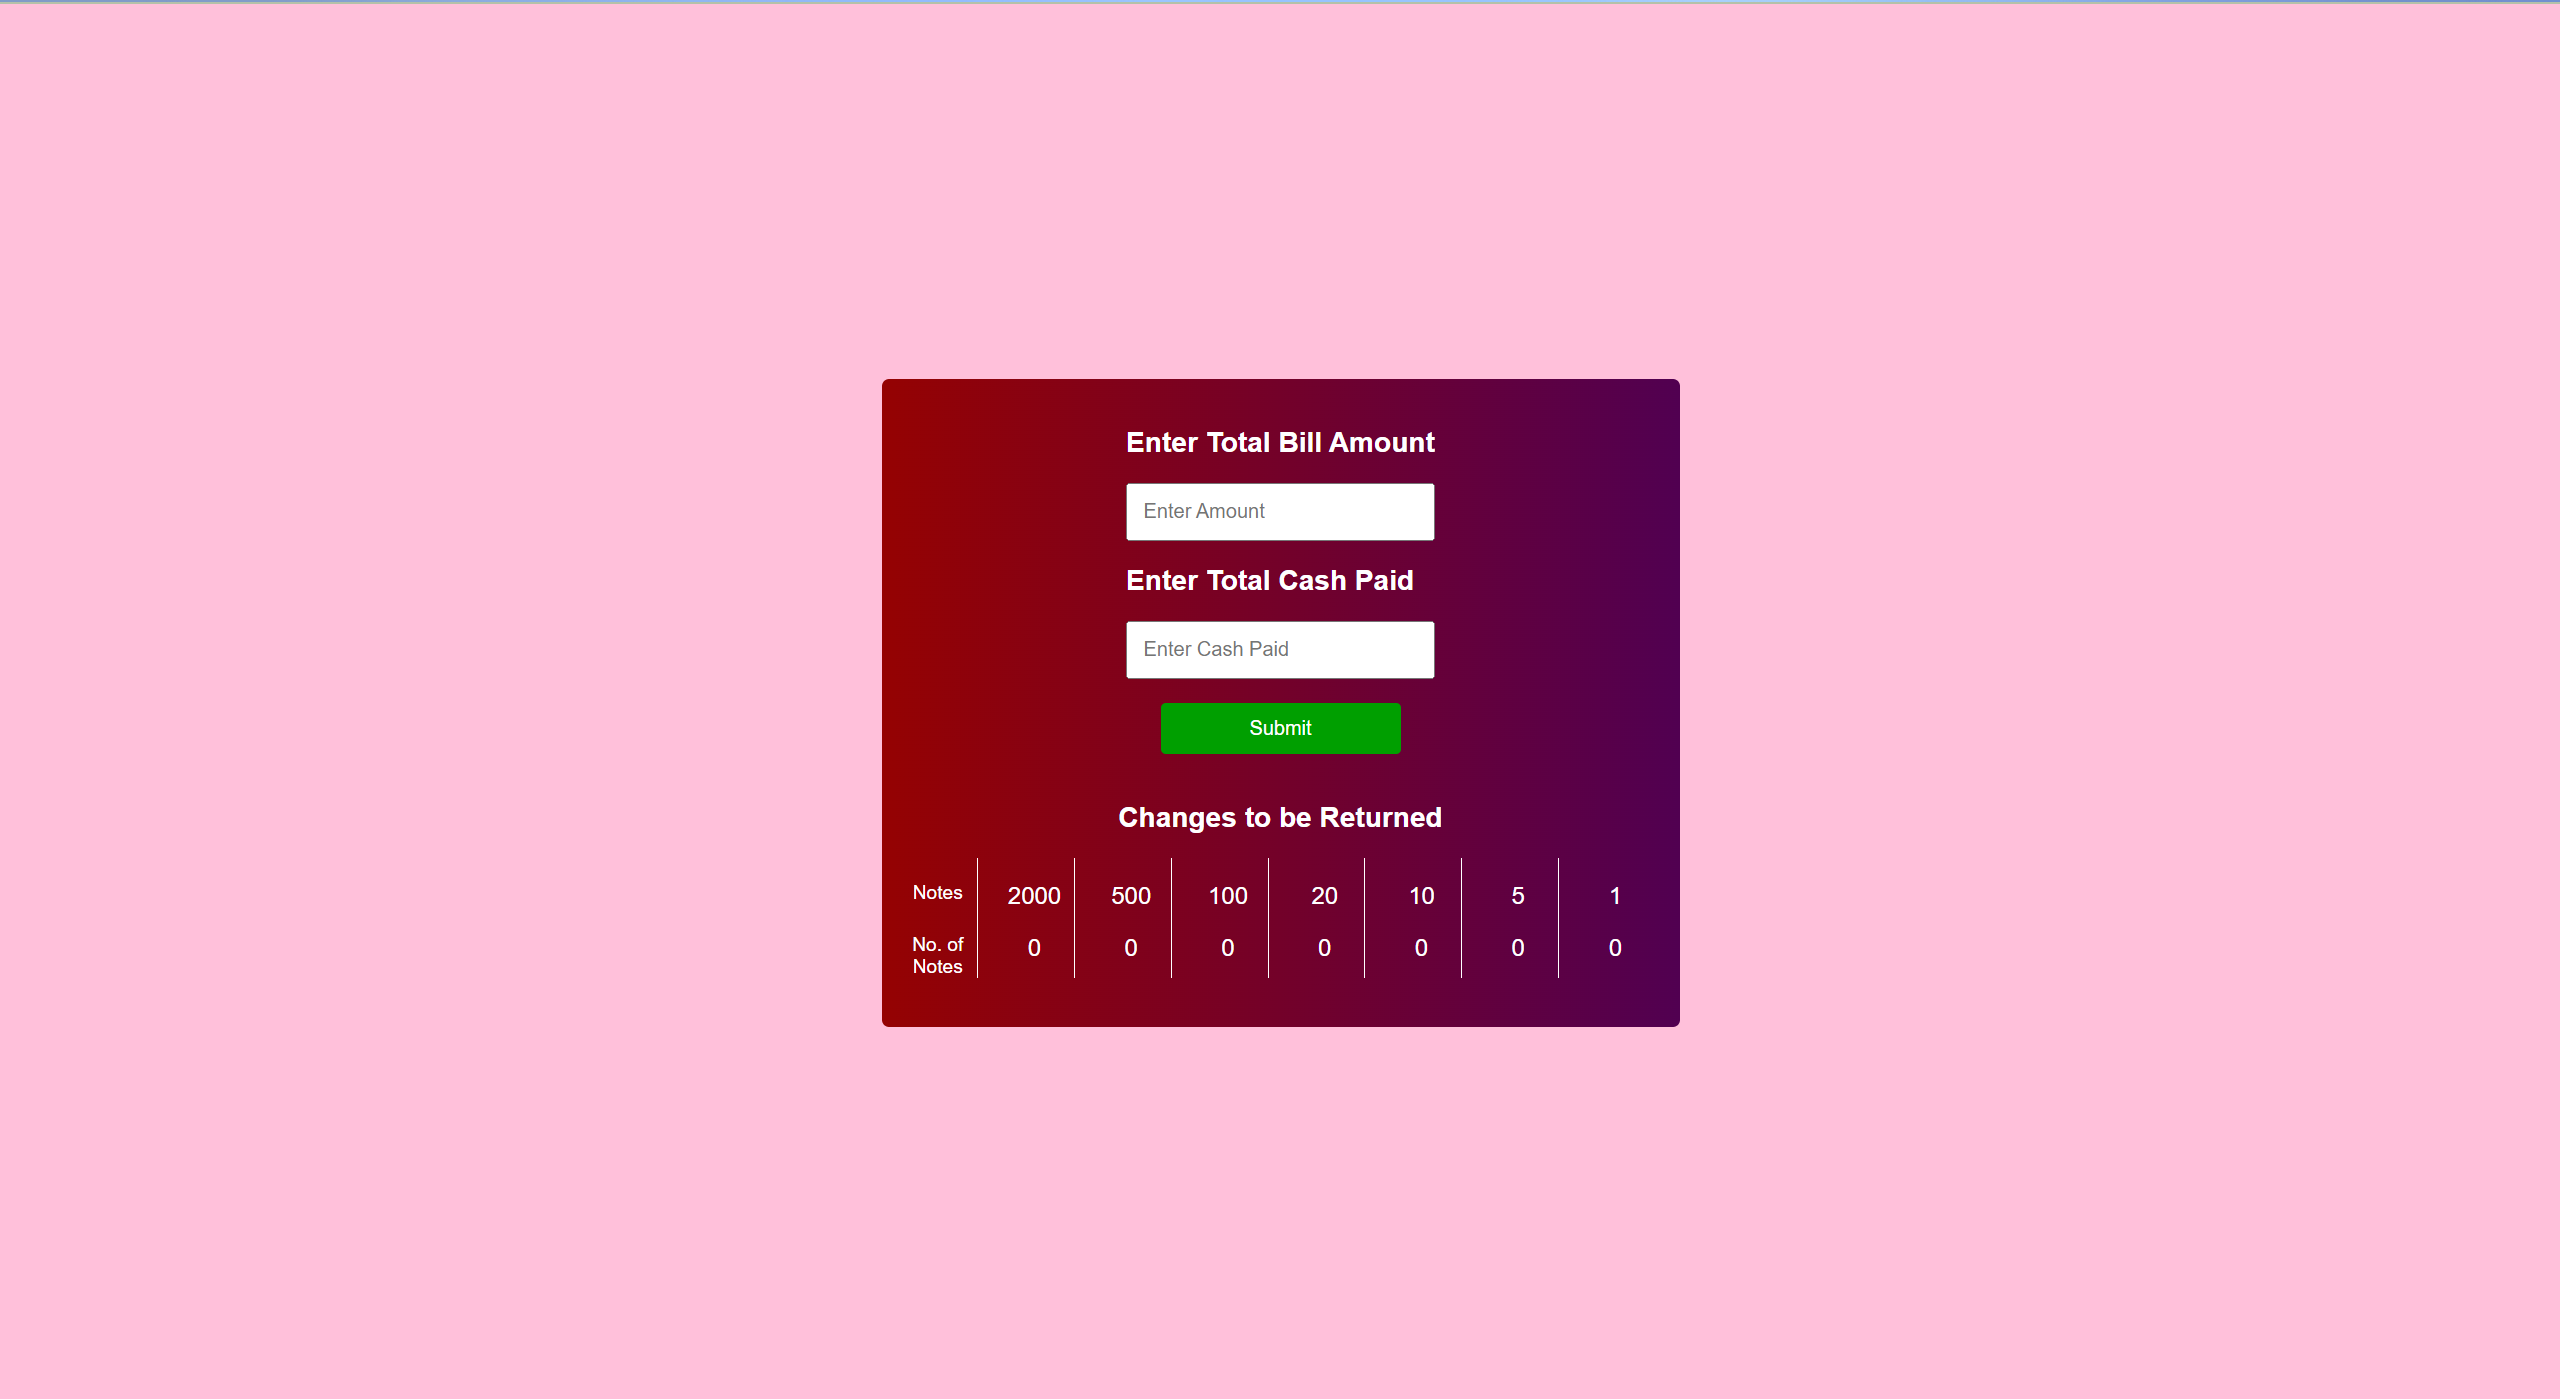 Enter Total Bill Amount
Enter Amount
Enter Total Cash Paid
Enter Cash Paid
Submit
Changes to be Returned
Notes 2000 500 100 20 10 5 1
No. of Notes 0 0 0 0 0 0 0